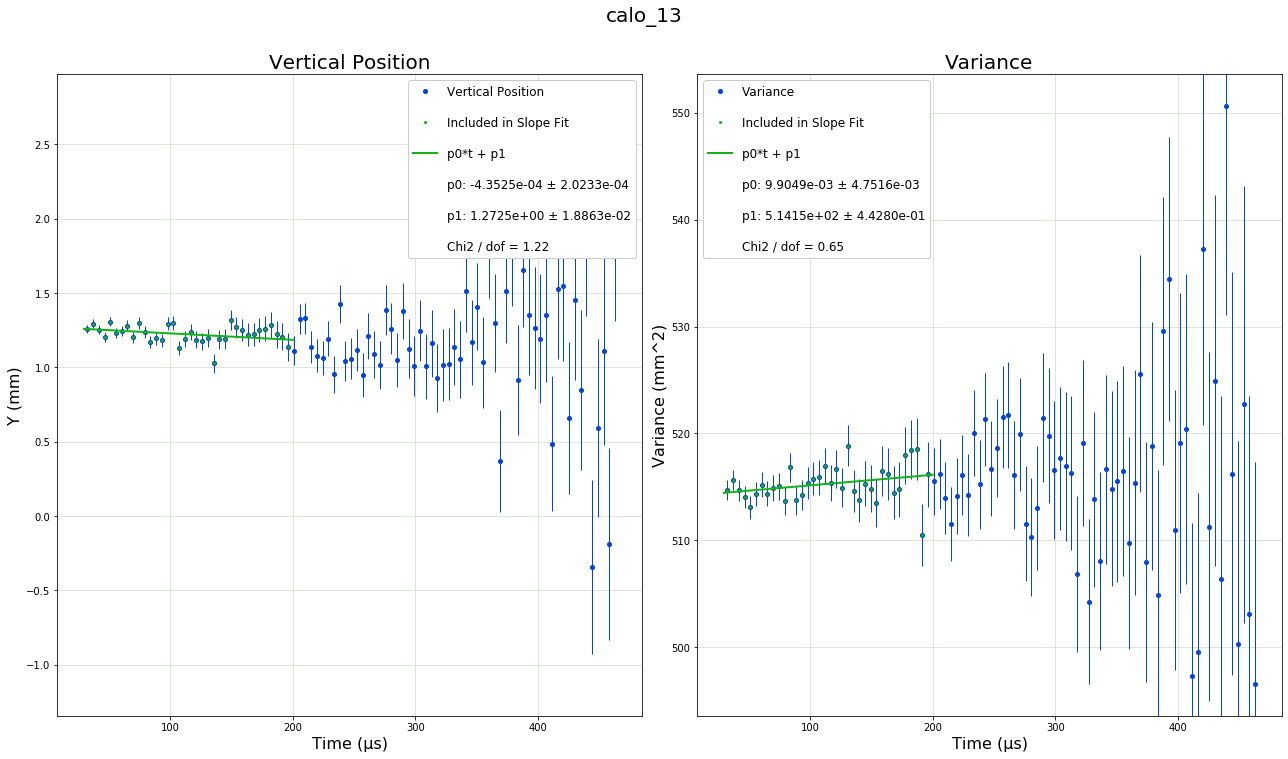 calo_13
Vertical Position
Vertical Position
Included in Slope Fit
p0*t + p1
p0: -4.3525e-04 ± 2.0233e-04
p1: 1.2725e+00 ± 1.8863e-02
Chi2 / dof = 1.22
2.5
2.0
1.5
1.0
0.5
0.0
−0.5
−1.0
Y (mm)
100
200
300
400
Time (μs)
Variance
Variance
Included in Slope Fit
p0*t + p1
p0: 9.9049e-03 ± 4.7516e-03
p1: 5.1415e+02 ± 4.4280e-01
Chi2 / dof = 0.65
550
540
530
520
510
500
Variance (mm^2)
100
200
300
400
Time (μs)